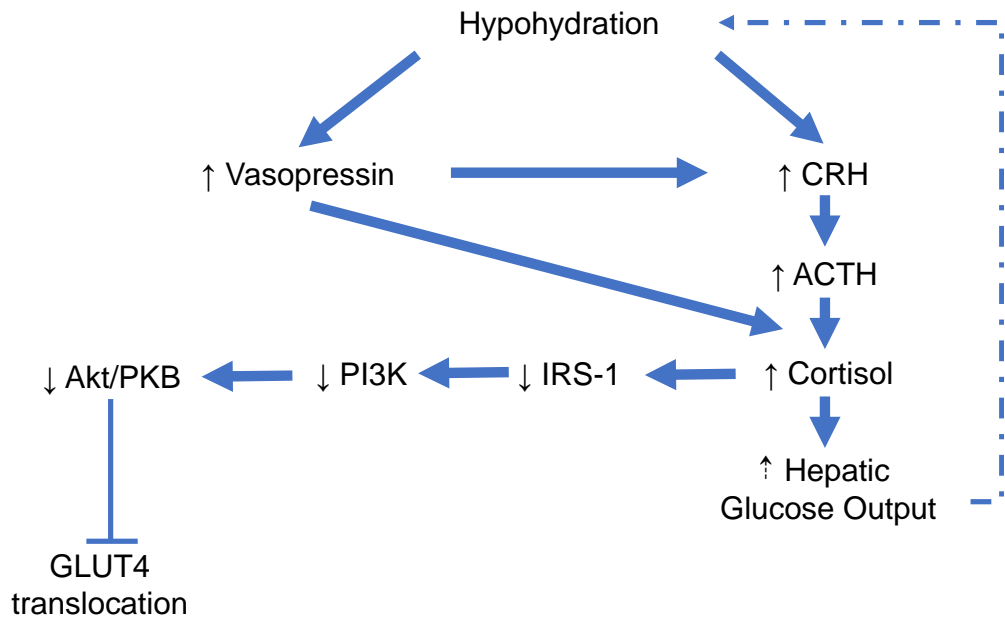 Hypohydration
↑ Vasopressin
↑ CRH
↑ ACTH
↓ Akt/PKB
↓ PI3K
↓ IRS-1
↑ Cortisol
⇡ Hepatic
Glucose Output
GLUT4
translocation